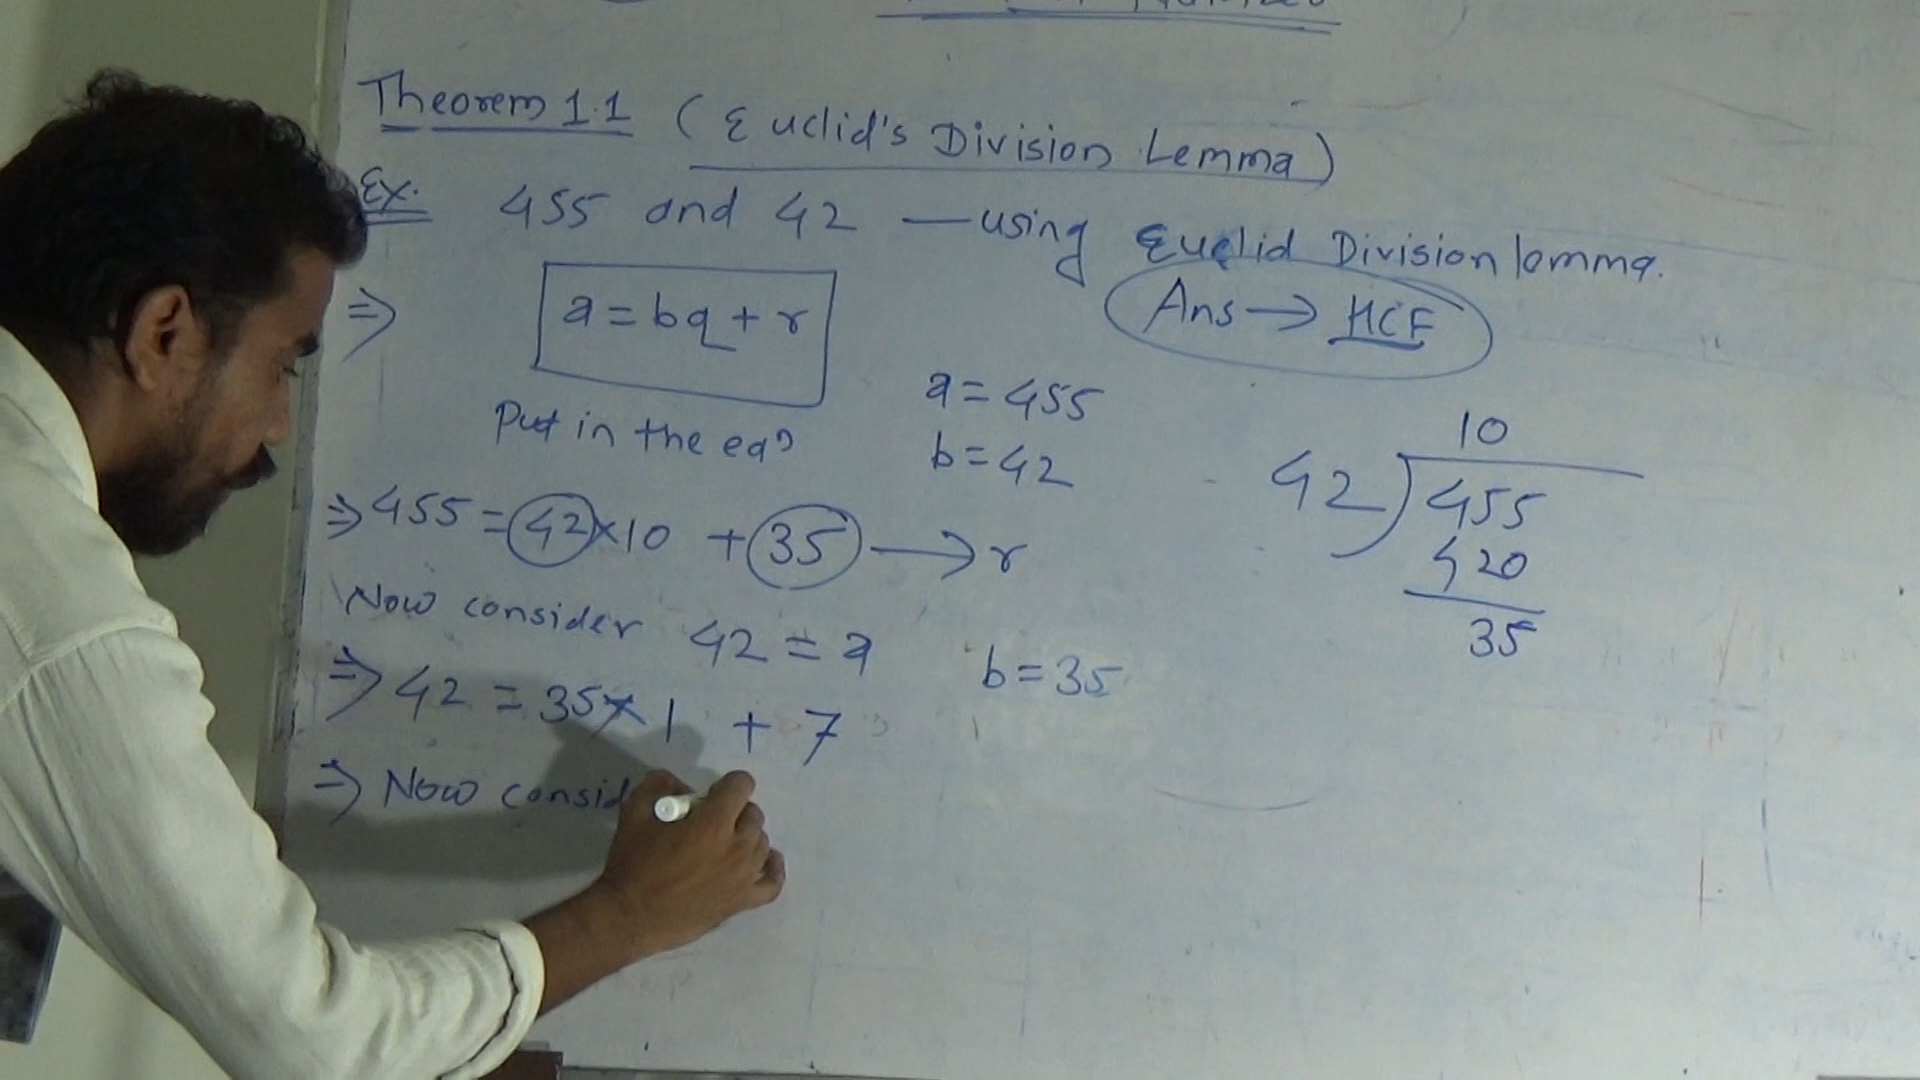 Theorem 1.1 ( Euclid's Division Lemma )
Ex. 455 and 42 — using Euclid Division lemma.
⇒ a = bq + r
Ans → HCF
Put in the eqn
a = 455
b = 42
⇒ 455 = 42 × 10 + 35 → r
Now consider 42 = a b = 35
⇒ 42 = 35 × 1 + 7
⇒ Now consid
10
42)455
420
35